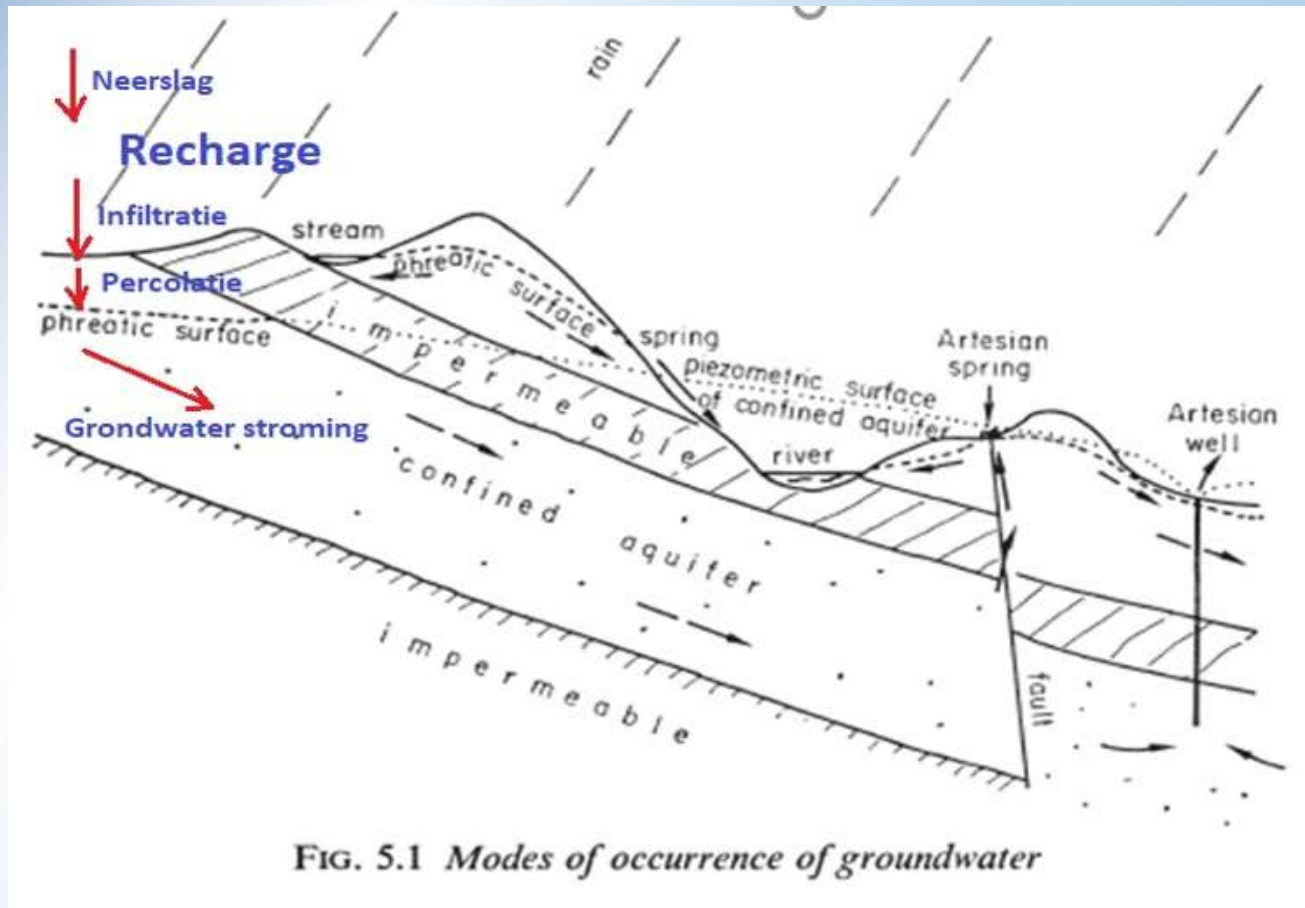 rain
Neerslag
Recharge
Infiltratie
stream
Percolatie
phreatic surface
phreatic surface
impermeable
spring
piezometric surface
of confined aquifer
Artesian
spring
Artesian
well
Grondwater stroming
river
confined aquifer
impermeable
fault
FIG. 5.1 Modes of occurrence of groundwater